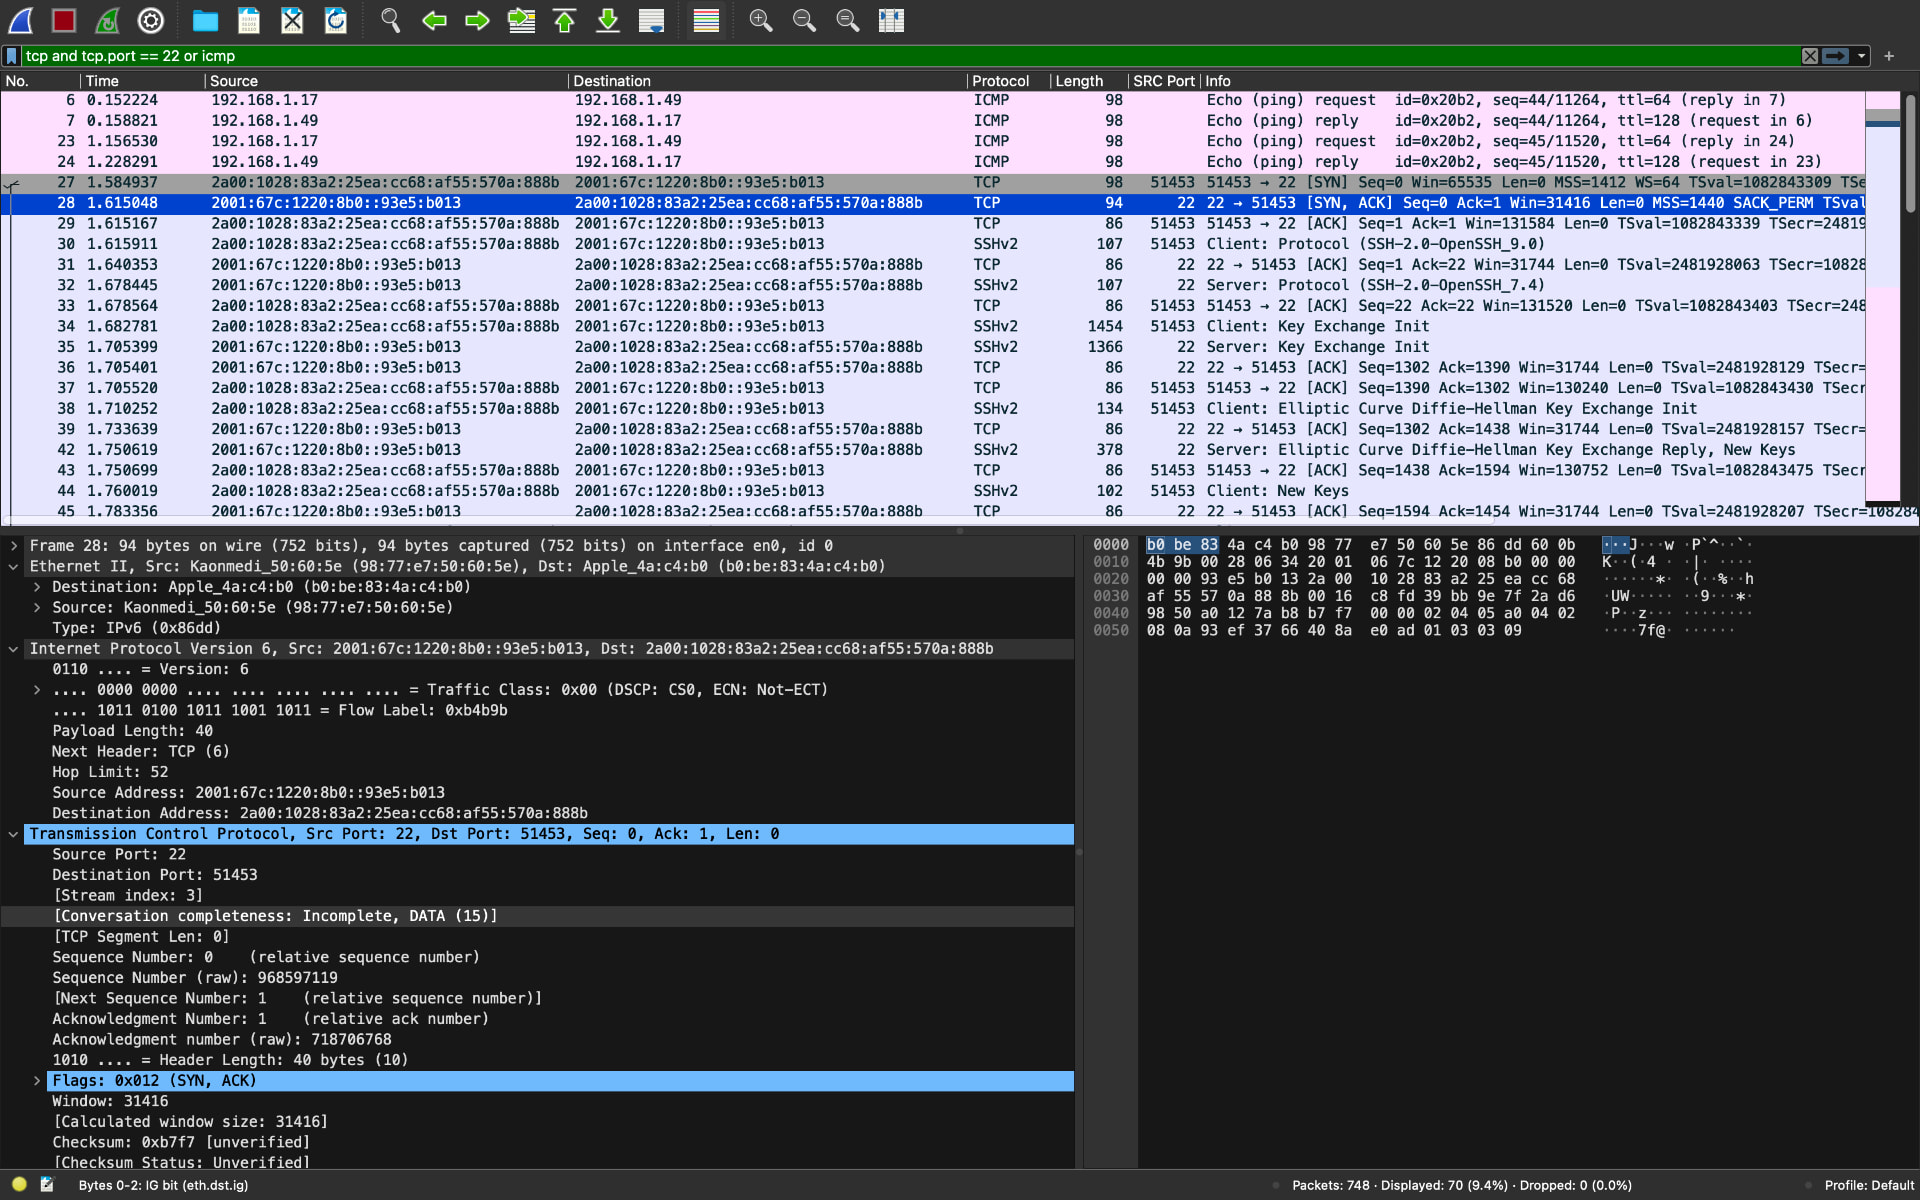 tcp and tcp.port == 22 or icmp
No. Time Source Destination Protocol Length SRC Port Info
6 0.152224 192.168.1.17 192.168.1.49 ICMP 98 Echo (ping) request id=0x20b2, seq=44/11264, ttl=64 (reply in 7)
7 0.158821 192.168.1.49 192.168.1.17 ICMP 98 Echo (ping) reply id=0x20b2, seq=44/11264, ttl=128 (request in 6)
23 1.156530 192.168.1.17 192.168.1.49 ICMP 98 Echo (ping) request id=0x20b2, seq=45/11520, ttl=64 (reply in 24)
24 1.228291 192.168.1.49 192.168.1.17 ICMP 98 Echo (ping) reply id=0x20b2, seq=45/11520, ttl=128 (request in 23)
27 1.584937 2a00:1028:83a2:25ea:cc68:af55:570a:888b 2001:67c:1220:8b0::93e5:b013 TCP 98 51453 51453 → 22 [SYN] Seq=0 Win=65535 Len=0 MSS=1412 WS=64 TSval=1082843309 TSe
28 1.615048 2001:67c:1220:8b0::93e5:b013 2a00:1028:83a2:25ea:cc68:af55:570a:888b TCP 94 22 22 → 51453 [SYN, ACK] Seq=0 Ack=1 Win=31416 Len=0 MSS=1440 SACK_PERM TSval
29 1.615167 2a00:1028:83a2:25ea:cc68:af55:570a:888b 2001:67c:1220:8b0::93e5:b013 TCP 86 51453 51453 → 22 [ACK] Seq=1 Ack=1 Win=131584 Len=0 TSval=1082843339 TSecr=24819
30 1.615911 2a00:1028:83a2:25ea:cc68:af55:570a:888b 2001:67c:1220:8b0::93e5:b013 SSHv2 107 51453 Client: Protocol (SSH-2.0-OpenSSH_9.0)
31 1.640353 2001:67c:1220:8b0::93e5:b013 2a00:1028:83a2:25ea:cc68:af55:570a:888b TCP 86 22 22 → 51453 [ACK] Seq=1 Ack=22 Win=31744 Len=0 TSval=2481928063 TSecr=10828
32 1.678445 2001:67c:1220:8b0::93e5:b013 2a00:1028:83a2:25ea:cc68:af55:570a:888b SSHv2 107 22 Server: Protocol (SSH-2.0-OpenSSH_7.4)
33 1.678564 2a00:1028:83a2:25ea:cc68:af55:570a:888b 2001:67c:1220:8b0::93e5:b013 TCP 86 51453 51453 → 22 [ACK] Seq=22 Ack=22 Win=131520 Len=0 TSval=1082843403 TSecr=248
34 1.682781 2a00:1028:83a2:25ea:cc68:af55:570a:888b 2001:67c:1220:8b0::93e5:b013 SSHv2 1454 51453 Client: Key Exchange Init
35 1.705399 2001:67c:1220:8b0::93e5:b013 2a00:1028:83a2:25ea:cc68:af55:570a:888b SSHv2 1366 22 Server: Key Exchange Init
36 1.705401 2001:67c:1220:8b0::93e5:b013 2a00:1028:83a2:25ea:cc68:af55:570a:888b TCP 86 22 22 → 51453 [ACK] Seq=1302 Ack=1390 Win=31744 Len=0 TSval=2481928129 TSecr=
37 1.705520 2a00:1028:83a2:25ea:cc68:af55:570a:888b 2001:67c:1220:8b0::93e5:b013 TCP 86 51453 51453 → 22 [ACK] Seq=1390 Ack=1302 Win=130240 Len=0 TSval=1082843430 TSecr
38 1.710252 2a00:1028:83a2:25ea:cc68:af55:570a:888b 2001:67c:1220:8b0::93e5:b013 SSHv2 134 51453 Client: Elliptic Curve Diffie-Hellman Key Exchange Init
39 1.733639 2001:67c:1220:8b0::93e5:b013 2a00:1028:83a2:25ea:cc68:af55:570a:888b TCP 86 22 22 → 51453 [ACK] Seq=1302 Ack=1438 Win=31744 Len=0 TSval=2481928157 TSecr=
42 1.750619 2001:67c:1220:8b0::93e5:b013 2a00:1028:83a2:25ea:cc68:af55:570a:888b SSHv2 378 22 Server: Elliptic Curve Diffie-Hellman Key Exchange Reply, New Keys
43 1.750699 2a00:1028:83a2:25ea:cc68:af55:570a:888b 2001:67c:1220:8b0::93e5:b013 TCP 86 51453 51453 → 22 [ACK] Seq=1438 Ack=1594 Win=130752 Len=0 TSval=1082843475 TSecr
44 1.760019 2a00:1028:83a2:25ea:cc68:af55:570a:888b 2001:67c:1220:8b0::93e5:b013 SSHv2 102 51453 Client: New Keys
45 1.783356 2001:67c:1220:8b0::93e5:b013 2a00:1028:83a2:25ea:cc68:af55:570a:888b TCP 86 22 22 → 51453 [ACK] Seq=1594 Ack=1454 Win=31744 Len=0 TSval=2481928207 TSecr=108284
Frame 28: 94 bytes on wire (752 bits), 94 bytes captured (752 bits) on interface en0, id 0
Ethernet II, Src: Kaonmedi_50:60:5e (98:77:e7:50:60:5e), Dst: Apple_4a:c4:b0 (b0:be:83:4a:c4:b0)
Destination: Apple_4a:c4:b0 (b0:be:83:4a:c4:b0)
Source: Kaonmedi_50:60:5e (98:77:e7:50:60:5e)
Type: IPv6 (0x86dd)
Internet Protocol Version 6, Src: 2001:67c:1220:8b0::93e5:b013, Dst: 2a00:1028:83a2:25ea:cc68:af55:570a:888b
0110 .... = Version: 6
.... 0000 0000 .... .... .... .... .... = Traffic Class: 0x00 (DSCP: CS0, ECN: Not-ECT)
.... 1011 0100 1011 1001 1011 = Flow Label: 0xb4b9b
Payload Length: 40
Next Header: TCP (6)
Hop Limit: 52
Source Address: 2001:67c:1220:8b0::93e5:b013
Destination Address: 2a00:1028:83a2:25ea:cc68:af55:570a:888b
Transmission Control Protocol, Src Port: 22, Dst Port: 51453, Seq: 0, Ack: 1, Len: 0
Source Port: 22
Destination Port: 51453
[Stream index: 3]
[Conversation completeness: Incomplete, DATA (15)]
[TCP Segment Len: 0]
Sequence Number: 0 (relative sequence number)
Sequence Number (raw): 968597119
[Next Sequence Number: 1 (relative sequence number)]
Acknowledgment Number: 1 (relative ack number)
Acknowledgment number (raw): 718706768
1010 .... = Header Length: 40 bytes (10)
Flags: 0x012 (SYN, ACK)
Window: 31416
[Calculated window size: 31416]
Checksum: 0xb7f7 [unverified]
[Checksum Status: Unverified]
0000 b0 be 83 4a c4 b0 98 77 e7 50 60 5e 86 dd 60 0b ···J···w ·P`^··`·
0010 4b 9b 00 28 06 34 20 01 06 7c 12 20 08 b0 00 00 K··(·4 · ·|· ····
0020 00 00 93 e5 b0 13 2a 00 10 28 83 a2 25 ea cc 68 ······*· ·(··%··h
0030 af 55 57 0a 88 8b 00 16 c8 fd 39 bb 9e 7f 2a d6 ·UW····· ··9···*·
0040 98 50 a0 12 7a b8 b7 f7 00 00 02 04 05 a0 04 02 ·P··z··· ········
0050 08 0a 93 ef 37 66 40 8a e0 ad 01 03 03 09 ····7f@· ······
Bytes 0-2: IG bit (eth.dst.ig)
Packets: 748 · Displayed: 70 (9.4%) · Dropped: 0 (0.0%)
Profile: Default